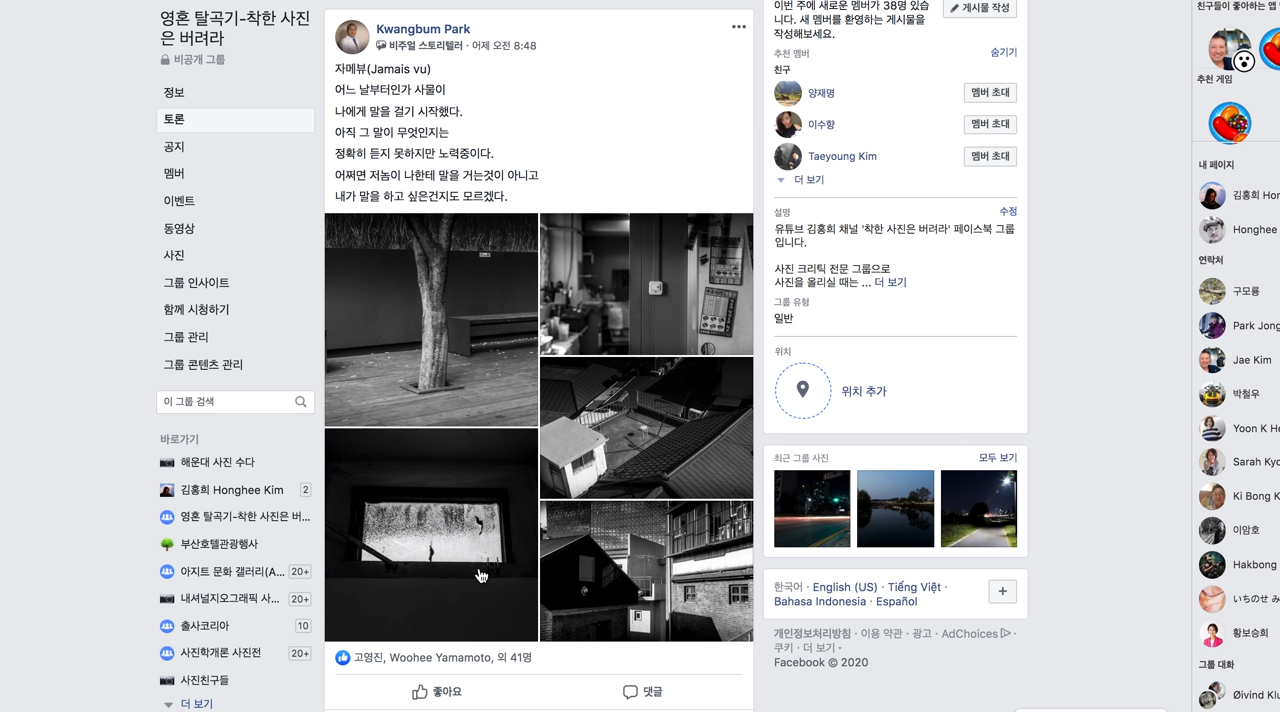 영혼 탈곡기-착한 사진
은 버려라
비공개 그룹
정보
토론
공지
멤버
이벤트
동영상
사진
그룹 인사이트
함께 시청하기
그룹 관리
그룹 콘텐츠 관리
이 그룹 검색
바로가기
해운대 사진 수다
김홍희 Honghee Kim 2
영혼 탈곡기-착한 사진은 버...
부산호텔관광행사
아지트 문화 갤러리(A... 20+
내셔널지오그래픽 사... 20+
출사코리아 10
사진학개론 사진전 20+
사진친구들
더 보기
Kwangbum Park
비주얼 스토리텔러 · 어제 오전 8:48
자메뷰(Jamais vu)
어느 날부터인가 사물이
나에게 말을 걸기 시작했다.
아직 그 말이 무엇인지는
정확히 듣지 못하지만 노력중이다.
어쩌면 저놈이 나한테 말을 거는것이 아니고
내가 말을 하고 싶은건지도 모르겠다.
고영진, Woohee Yamamoto, 외 41명
좋아요 댓글
이번 주에 새로운 멤버가 38명 있습
니다. 새 멤버를 환영하는 게시물을
작성해보세요.
게시물 작성
추천 멤버 숨기기
친구
양재명 멤버 초대
이수향 멤버 초대
Taeyoung Kim 멤버 초대
더 보기
설명 수정
유튜브 김홍희 채널 '착한 사진은 버려라' 페이스북 그룹
입니다.
사진 크리틱 전문 그룹으로
사진을 올리실 때는 ... 더 보기
그룹 유형
일반
위치
위치 추가
최근 그룹 사진 모두 보기
한국어 · English (US) · Tiếng Việt ·
Bahasa Indonesia · Español
개인정보처리방침 · 이용 약관 · 광고 · AdChoices ·
쿠키 · 더 보기
Facebook © 2020
친구들이 좋아하는 앱
추천 게임
내 페이지
김홍희 Hon
Honghee
연락처
구모룡
Park Jong
Jae Kim
박철우
Yoon K He
Sarah Kyo
Ki Bong K
이암호
Hakbong
いちのせ み
황보승희
그룹 대화
Øivind Klu